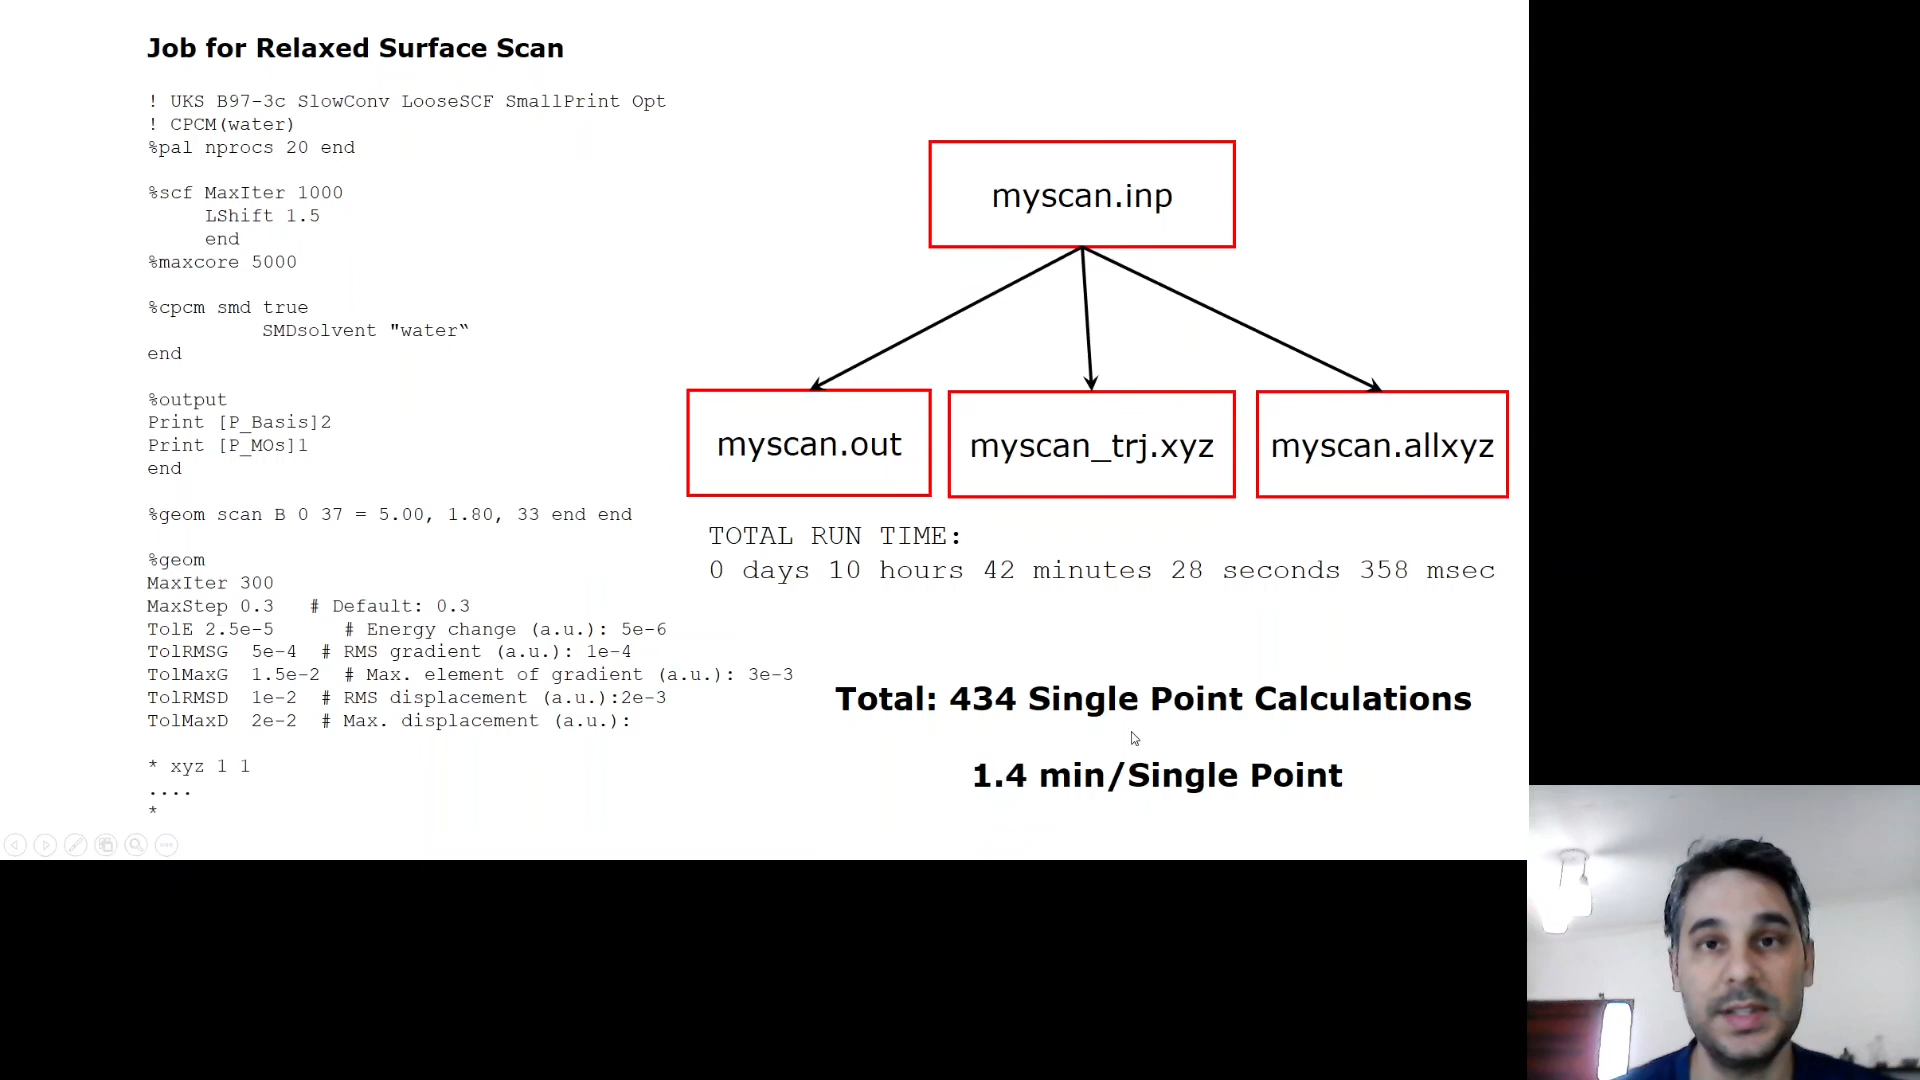 Job for Relaxed Surface Scan
! UKS B97-3c SlowConv LooseSCF SmallPrint Opt
! CPCM(water)
%pal nprocs 20 end
%scf MaxIter 1000
LShift 1.5
end
%maxcore 5000
%cpcm smd true
SMDsolvent "water“
end
%output
Print [P_Basis]2
Print [P_MOs]1
end
%geom scan B 0 37 = 5.00, 1.80, 33 end end
%geom
MaxIter 300
MaxStep 0.3 # Default: 0.3
TolE 2.5e-5 # Energy change (a.u.): 5e-6
TolRMSG 5e-4 # RMS gradient (a.u.): 1e-4
TolMaxG 1.5e-2 # Max. element of gradient (a.u.): 3e-3
TolRMSD 1e-2 # RMS displacement (a.u.):2e-3
TolMaxD 2e-2 # Max. displacement (a.u.):
* xyz 1 1
....
*
myscan.inp
myscan.out
myscan_trj.xyz
myscan.allxyz
TOTAL RUN TIME:
0 days 10 hours 42 minutes 28 seconds 358 msec
Total: 434 Single Point Calculations
1.4 min/Single Point